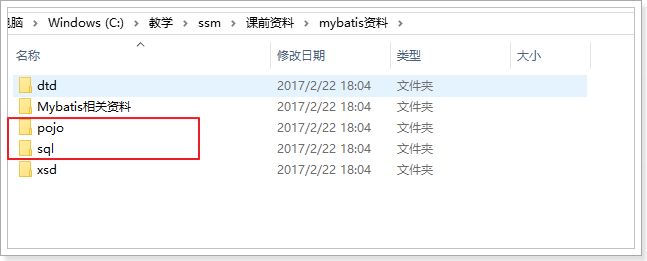 电脑 > Windows (C:) > 教学 > ssm > 课前资料 > mybatis资料 >
名称 修改日期 类型 大小
dtd 2017/2/22 18:04 文件夹
Mybatis相关资料 2017/2/22 18:04 文件夹
pojo 2017/2/22 18:04 文件夹
sql 2017/2/22 18:04 文件夹
xsd 2017/2/22 18:04 文件夹